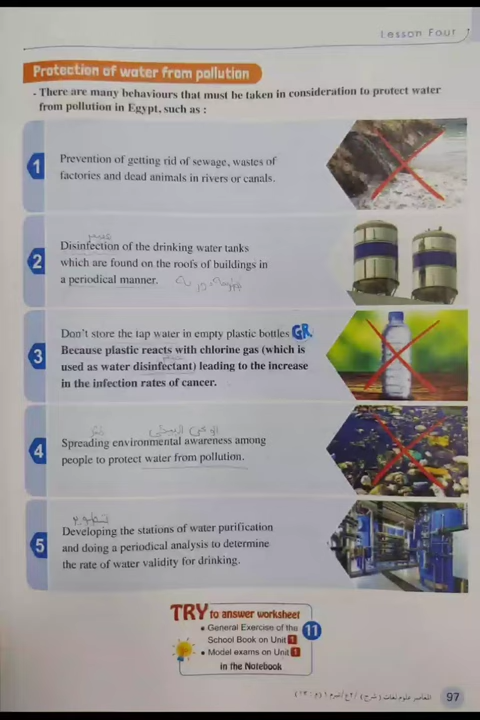 Lesson Four
Protection of water from pollution
- There are many behaviours that must be taken in consideration to protect water
from pollution in Egypt, such as :
1
Prevention of getting rid of sewage, wastes of
factories and dead animals in rivers or canals.
2
Disinfection of the drinking water tanks
which are found on the roofs of buildings in
a periodical manner.
3
Don't store the tap water in empty plastic bottles GR.
Because plastic reacts with chlorine gas (which is
used as water disinfectant) leading to the increase
in the infection rates of cancer.
4
الوعى البيئى
Spreading environmental awareness among
people to protect water from pollution.
5
تطوير
Developing the stations of water purification
and doing a periodical analysis to determine
the rate of water validity for drinking.
TRY to answer worksheet 11
• General Exercise of the
School Book on Unit 1
• Model exams on Unit 1
in the Notebook
97